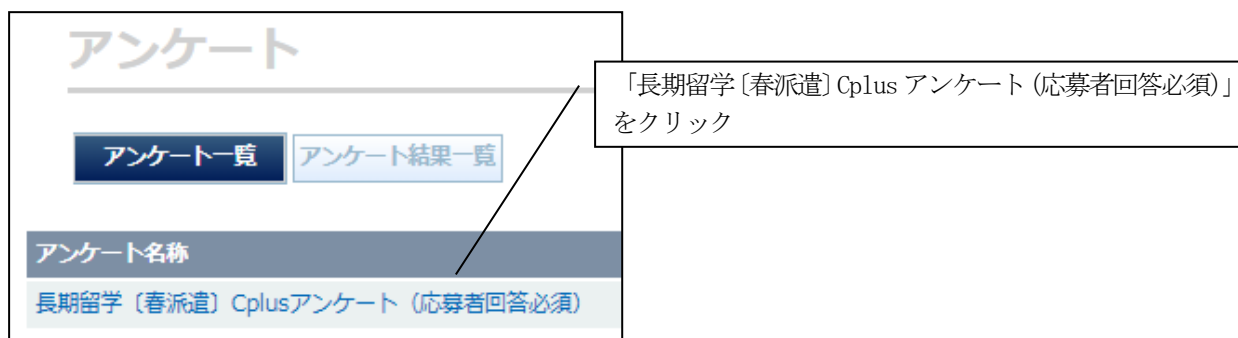 アンケート
「長期留学〔春派遣〕Cplus アンケート(応募者回答必須)」
をクリック
アンケート一覧 アンケート結果一覧
アンケート名称
長期留学〔春派遣〕Cplusアンケート（応募者回答必須）